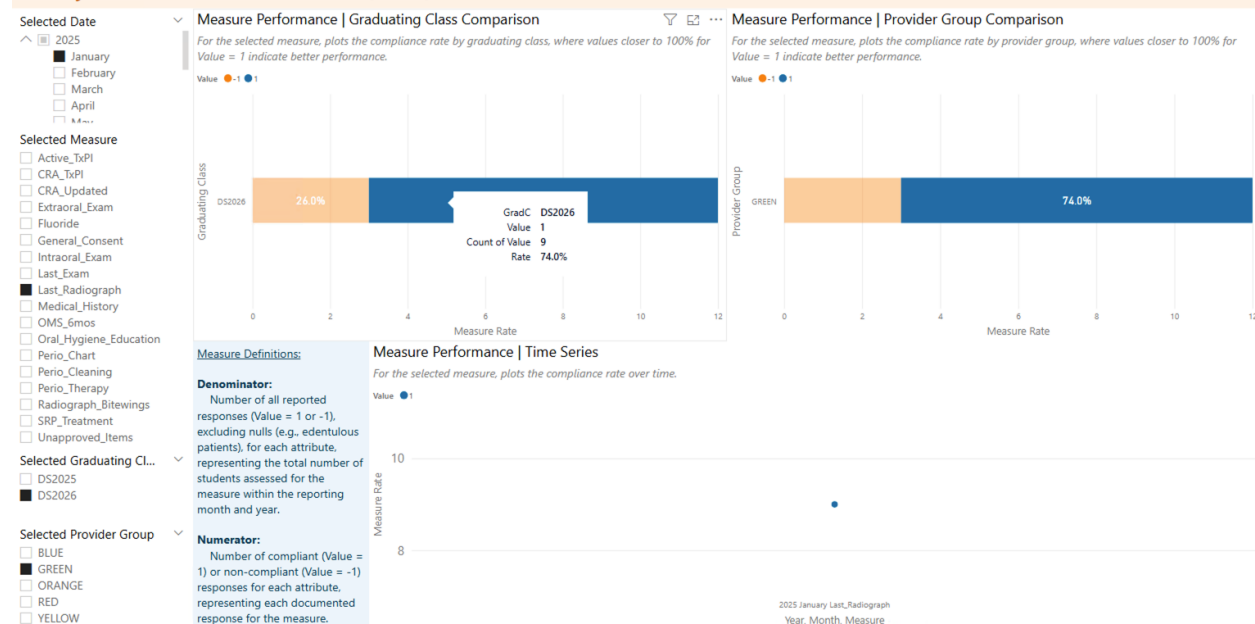 Selected Date
2025
January
February
March
April
May
Selected Measure
Active_TxPl
CRA_TxPl
CRA_Updated
Extraoral_Exam
Fluoride
General_Consent
Intraoral_Exam
Last_Exam
Last_Radiograph
Medical_History
OMS_6mos
Oral_Hygiene_Education
Perio_Chart
Perio_Cleaning
Perio_Therapy
Radiograph_Bitewings
SRP_Treatment
Unapproved_Items
Selected Graduating Cl...
DS2025
DS2026
Selected Provider Group
BLUE
GREEN
ORANGE
RED
YELLOW
Measure Performance | Graduating Class Comparison
For the selected measure, plots the compliance rate by graduating class, where values closer to 100% for
Value = 1 indicate better performance.
Value -1 1
Graduating Class
DS2026
26.0%
GradC DS2026
Value 1
Count of Value 9
Rate 74.0%
0 2 4 6 8 10 12
Measure Rate
Measure Performance | Provider Group Comparison
For the selected measure, plots the compliance rate by provider group, where values closer to 100% for
Value = 1 indicate better performance.
Value -1 1
Provider Group
GREEN
74.0%
0 2 4 6 8 10 12
Measure Rate
Measure Definitions:
Denominator:
Number of all reported
responses (Value = 1 or -1),
excluding nulls (e.g., edentulous
patients), for each attribute,
representing the total number of
students assessed for the
measure within the reporting
month and year.
Numerator:
Number of compliant (Value =
1) or non-compliant (Value = -1)
responses for each attribute,
representing each documented
response for the measure.
Measure Performance | Time Series
For the selected measure, plots the compliance rate over time.
Value 1
Measure Rate
10
8
2025 January Last_Radiograph
Year, Month, Measure